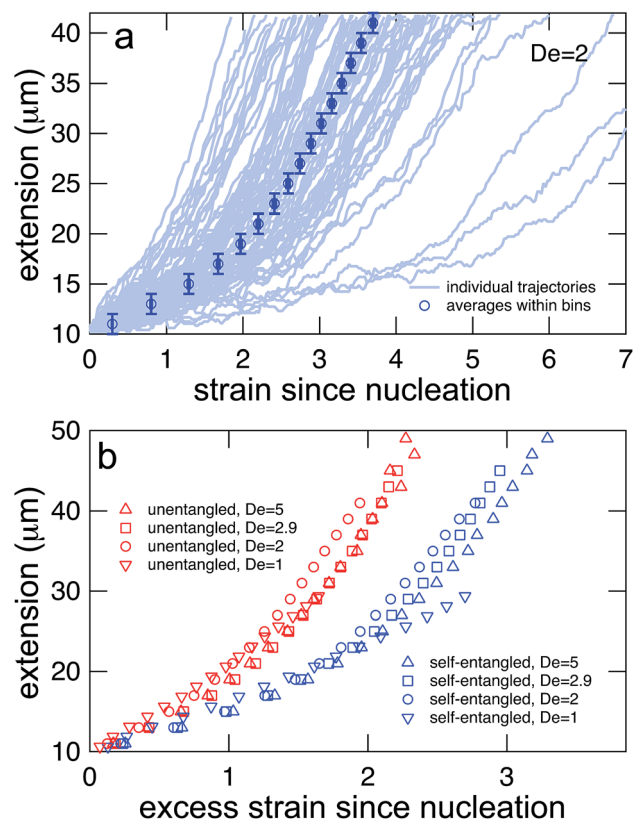 a
De=2
40
35
30
25
20
15
10
extension (μm)
individual trajectories
averages within bins
0 1 2 3 4 5 6 7
strain since nucleation
b
50
40
30
20
10
extension (μm)
unentangled, De=5
unentangled, De=2.9
unentangled, De=2
unentangled, De=1
self-entangled, De=5
self-entangled, De=2.9
self-entangled, De=2
self-entangled, De=1
0 1 2 3
excess strain since nucleation